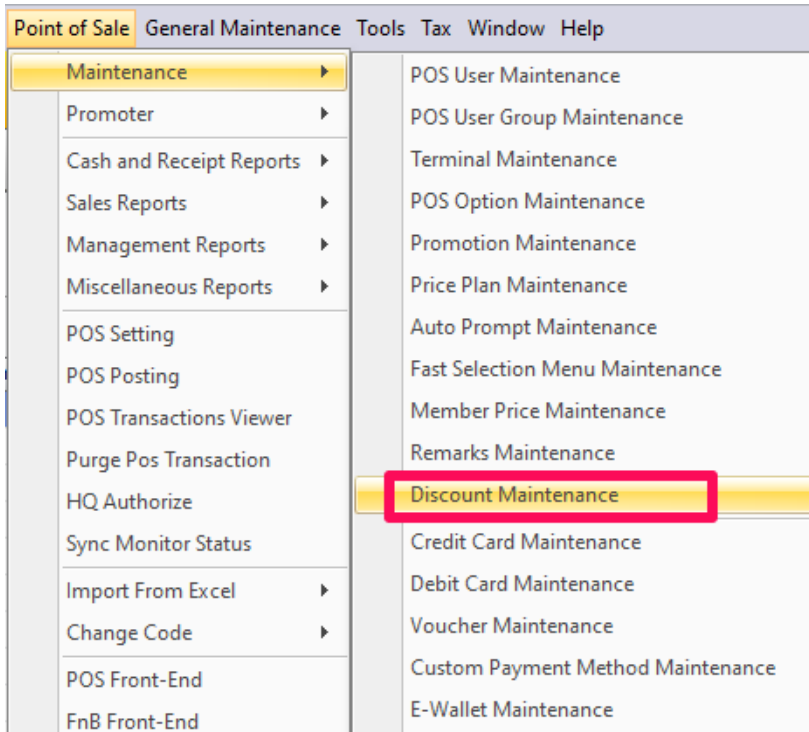 Point of Sale General Maintenance Tools Tax Window Help
Maintenance
Promoter
Cash and Receipt Reports
Sales Reports
Management Reports
Miscellaneous Reports
POS Setting
POS Posting
POS Transactions Viewer
Purge Pos Transaction
HQ Authorize
Sync Monitor Status
Import From Excel
Change Code
POS Front-End
FnB Front-End
POS User Maintenance
POS User Group Maintenance
Terminal Maintenance
POS Option Maintenance
Promotion Maintenance
Price Plan Maintenance
Auto Prompt Maintenance
Fast Selection Menu Maintenance
Member Price Maintenance
Remarks Maintenance
Discount Maintenance
Credit Card Maintenance
Debit Card Maintenance
Voucher Maintenance
Custom Payment Method Maintenance
E-Wallet Maintenance